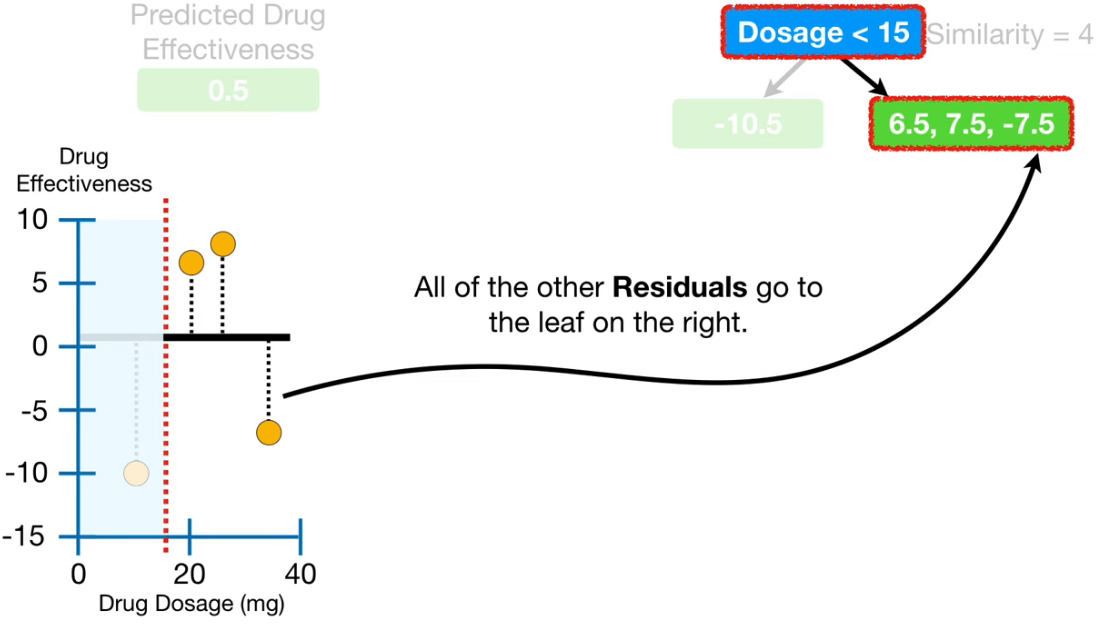 Predicted Drug
Effectiveness
0.5
Dosage < 15
Similarity = 4
-10.5
6.5, 7.5, -7.5
Drug
Effectiveness
10
5
0
-5
-10
-15
0
20
40
Drug Dosage (mg)
All of the other Residuals go to
the leaf on the right.